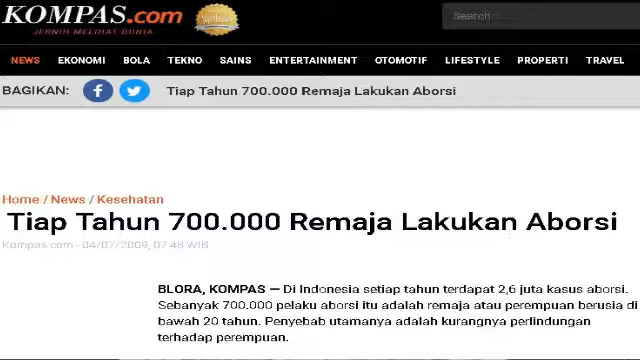 KOMPAS.com
JERNIH MELIHAT DUNIA
Search
NEWS EKONOMI BOLA TEKNO SAINS ENTERTAINMENT OTOMOTIF LIFESTYLE PROPERTI TRAVEL
BAGIKAN: Tiap Tahun 700.000 Remaja Lakukan Aborsi
Home / News / Kesehatan
Tiap Tahun 700.000 Remaja Lakukan Aborsi
Kompas.com - 04/07/2009, 07:48 WIB
BLORA, KOMPAS — Di Indonesia setiap tahun terdapat 2,6 juta kasus aborsi.
Sebanyak 700.000 pelaku aborsi itu adalah remaja atau perempuan berusia di
bawah 20 tahun. Penyebab utamanya adalah kurangnya perlindungan
terhadap perempuan.